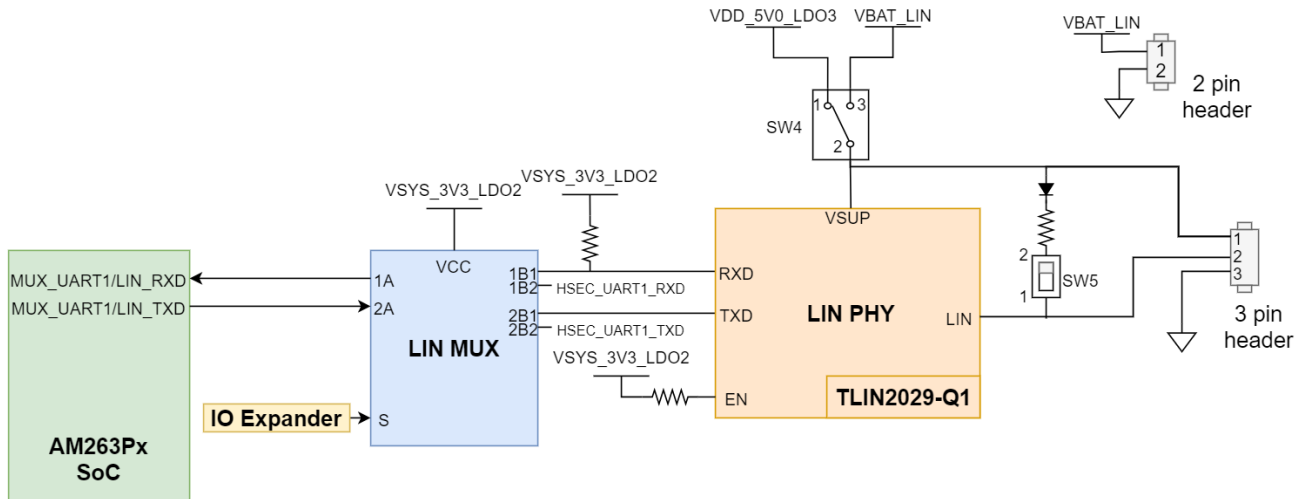 VDD_5V0_LDO3
VBAT_LIN
VBAT_LIN
1
2
2 pin
header
1
3
SW4
2
VSYS_3V3_LDO2
VSYS_3V3_LDO2
VSUP
VCC
MUX_UART1/LIN_RXD
MUX_UART1/LIN_TXD
1A
2A
1B1
1B2
HSEC_UART1_RXD
2B1
2B2
HSEC_UART1_TXD
RXD
TXD
LIN PHY
LIN
2
SW5
1
1
2
3
3 pin
header
LIN MUX
VSYS_3V3_LDO2
EN
TLIN2029-Q1
IO Expander
S
AM263Px
SoC